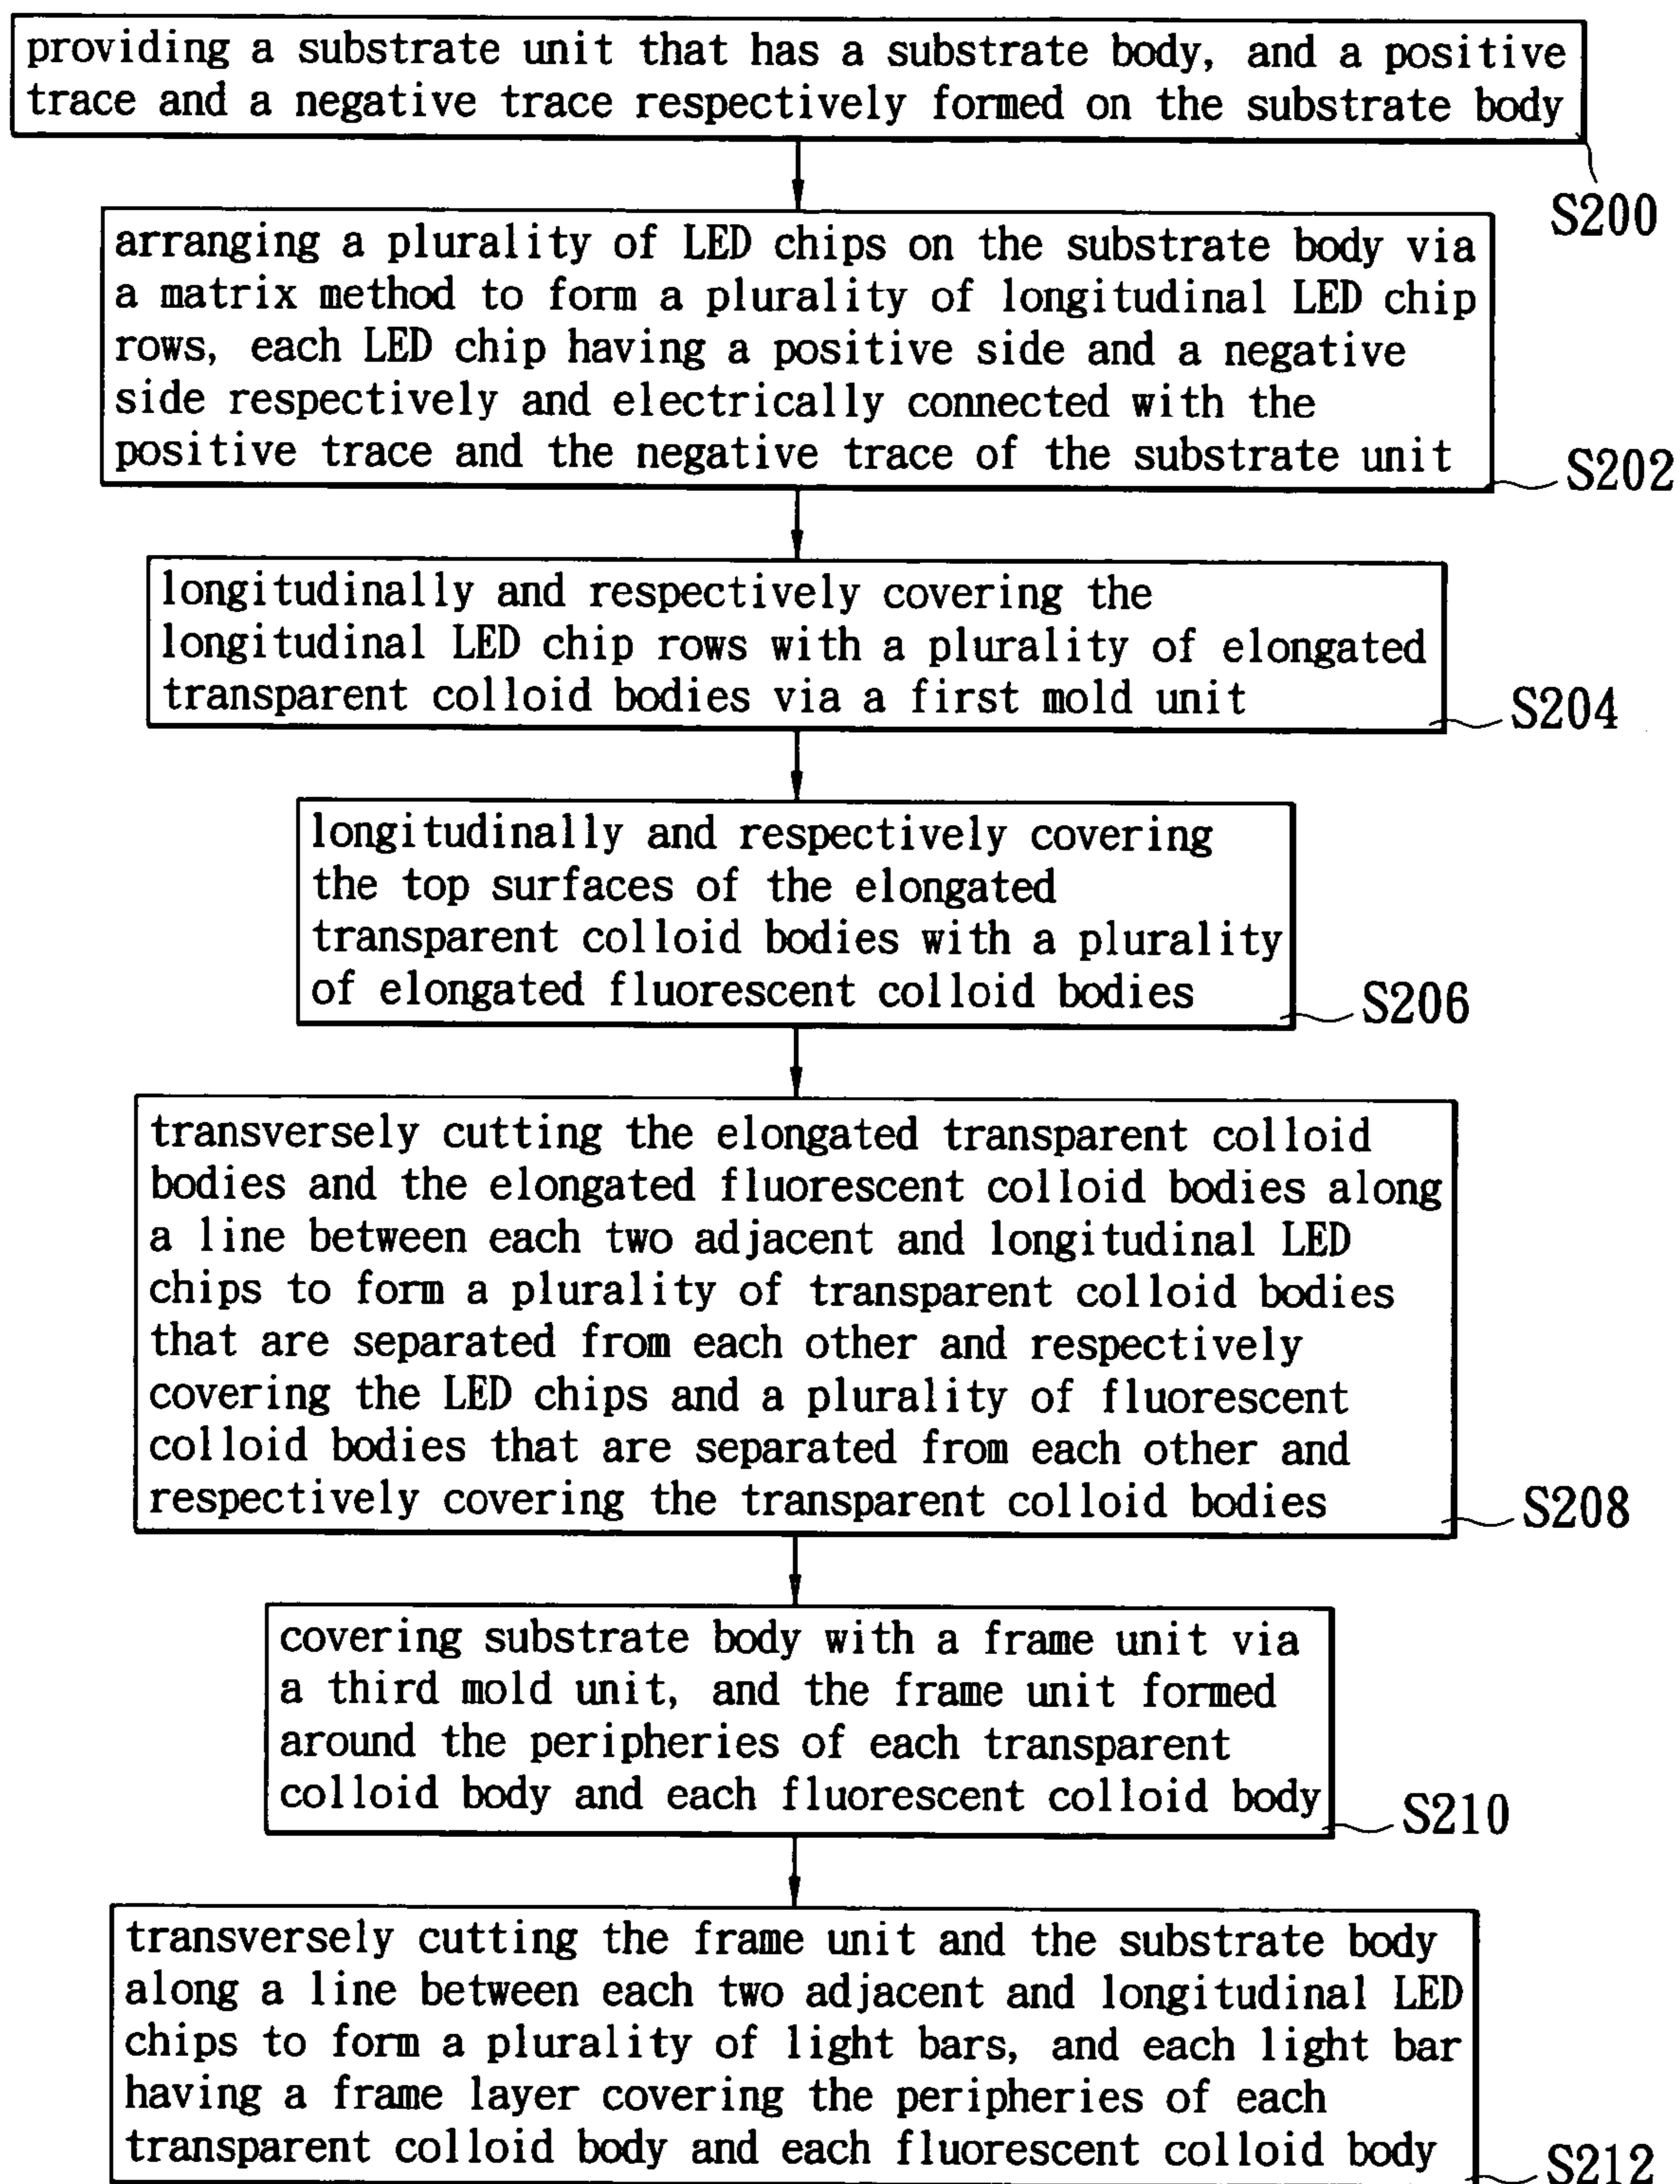 providing a substrate unit that has a substrate body, and a positive
trace and a negative trace respectively formed on the substrate body
S200
arranging a plurality of LED chips on the substrate body via
a matrix method to form a plurality of longitudinal LED chip
rows, each LED chip having a positive side and a negative
side respectively and electrically connected with the
positive trace and the negative trace of the substrate unit
S202
longitudinally and respectively covering the
longitudinal LED chip rows with a plurality of elongated
transparent colloid bodies via a first mold unit
S204
longitudinally and respectively covering
the top surfaces of the elongated
transparent colloid bodies with a plurality
of elongated fluorescent colloid bodies
S206
transversely cutting the elongated transparent colloid
bodies and the elongated fluorescent colloid bodies along
a line between each two adjacent and longitudinal LED
chips to form a plurality of transparent colloid bodies
that are separated from each other and respectively
covering the LED chips and a plurality of fluorescent
colloid bodies that are separated from each other and
respectively covering the transparent colloid bodies
S208
covering substrate body with a frame unit via
a third mold unit, and the frame unit formed
around the peripheries of each transparent
colloid body and each fluorescent colloid body
S210
transversely cutting the frame unit and the substrate body
along a line between each two adjacent and longitudinal LED
chips to form a plurality of light bars, and each light bar
having a frame layer covering the peripheries of each
transparent colloid body and each fluorescent colloid body
S212